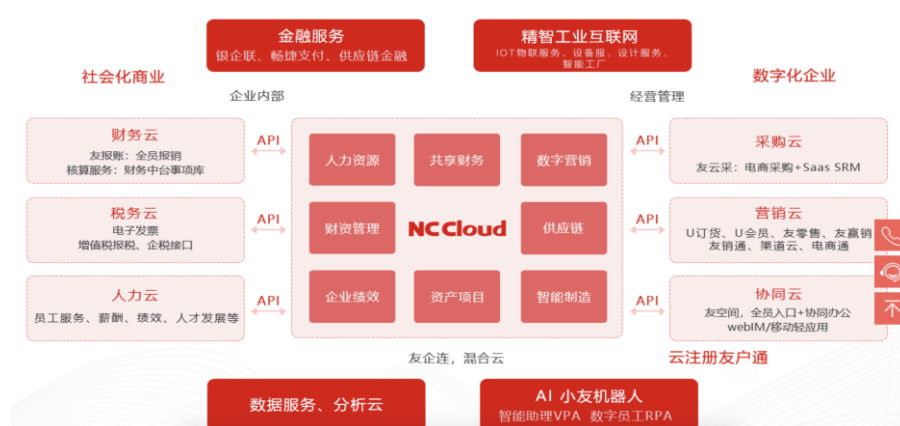 金融服务
银企联、畅捷支付、供应链金融
精智工业互联网
IOT物联服务、设备服、设计服务、
智能工厂
社会化商业
数字化企业
企业内部
经营管理
财务云
友报账：全员报销
核算服务：财务中台事项库
API
人力资源
共享财务
数字营销
API
采购云
友云采：电商采购+Saas SRM
税务云
电子发票
增值税报税、企税接口
API
财资管理
NC Cloud
供应链
API
营销云
U订货、U会员、友零售、友赢销
友销通、渠道云、电商通
人力云
员工服务、薪酬、绩效、人才发展等
API
企业绩效
资产项目
智能制造
API
协同云
友空间，全员入口+协同办公
webIM/移动轻应用
友企连，混合云
云注册友户通
数据服务、分析云
AI 小友机器人
智能助理VPA 数字员工RPA